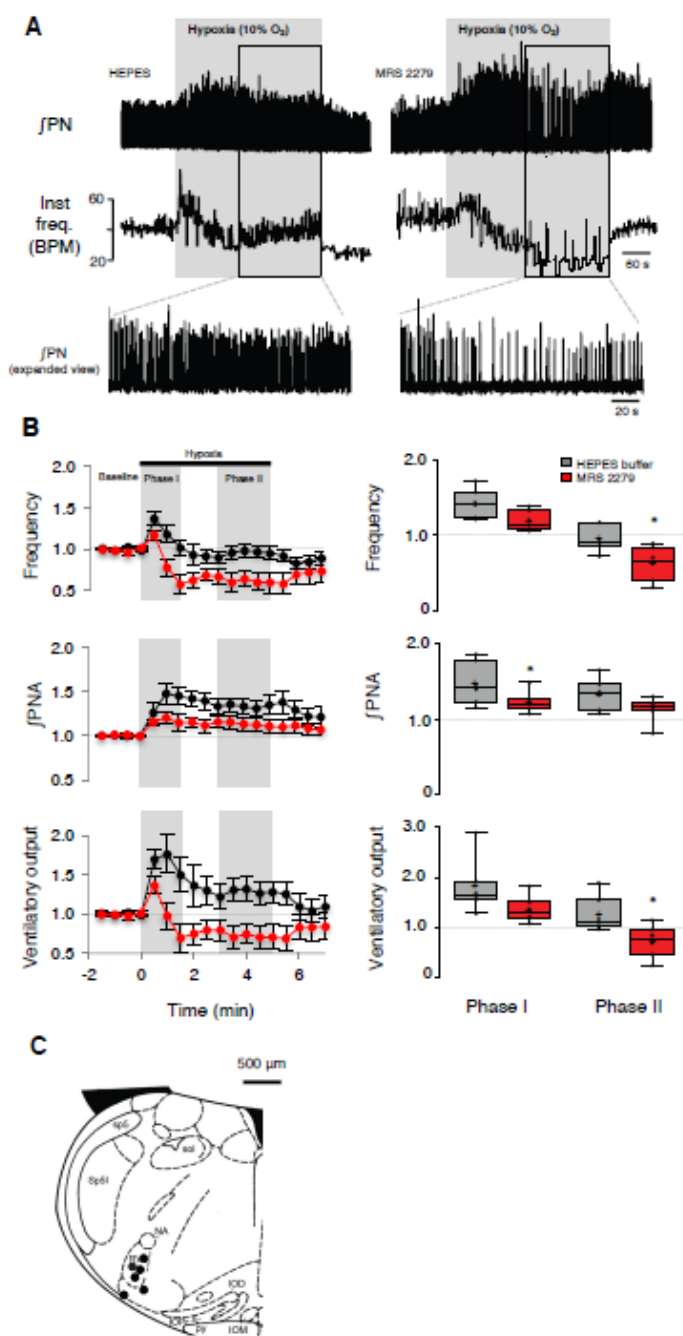 A
Hypoxia (10% O₂)
Hypoxia (10% O₂)
HEPES
MRS 2279
∫PN
Inst
freq.
(BPM)
60
20
60 s
∫PN
(expanded view)
20 s
B
Hypoxia
Baseline
Phase I
Phase II
Frequency
2.0
1.5
1.0
0.5
HEPES buffer
MRS 2279
Frequency
2.0
1.0
0
*
∫PNA
2.0
1.5
1.0
0.5
∫PNA
2.0
1.0
0
*
Ventilatory output
2.0
1.5
1.0
0.5
-2
0
2
4
6
Time (min)
Ventilatory output
3.0
2.0
1.0
0
*
Phase I
Phase II
C
500 µm
sp5
sol
Sp5I
NA
IOD
IOM
py